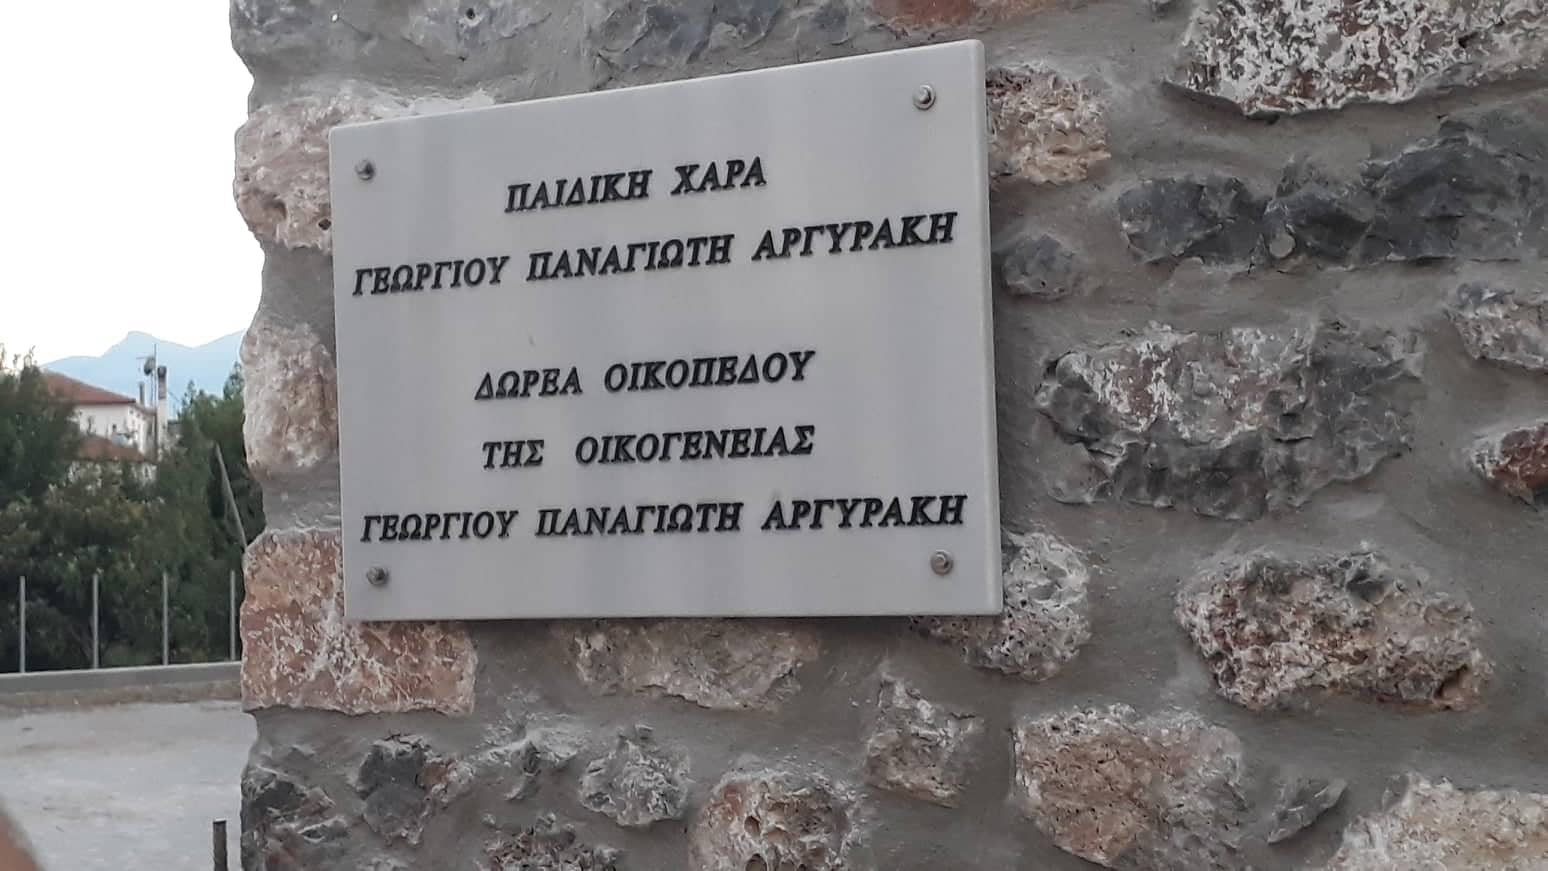 ΠΑΙΔΙΚΗ ΧΑΡΑ
ΓΕΩΡΓΙΟΥ ΠΑΝΑΓΙΩΤΗ ΑΡΓΥΡΑΚΗ
ΔΩΡΕΑ ΟΙΚΟΠΕΔΟΥ
ΤΗΣ ΟΙΚΟΓΕΝΕΙΑΣ
ΓΕΩΡΓΙΟΥ ΠΑΝΑΓΙΩΤΗ ΑΡΓΥΡΑΚΗ